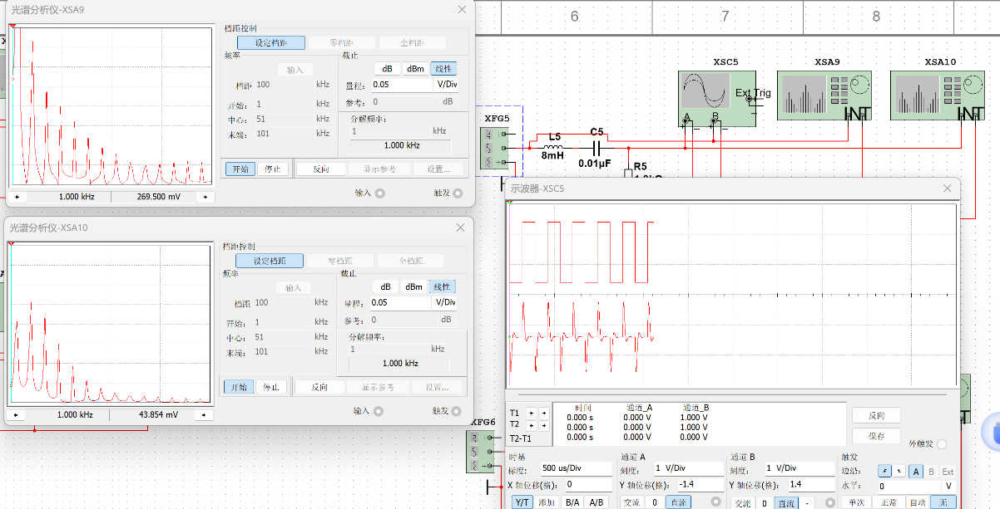 光谱分析仪-XSA9
档距控制
设定档距 零档距 全档距
频率
输入
档距 100 kHz
开始: 1 kHz
中心: 51 kHz
末端: 101 kHz
截止
dB dBm 线性
量程: 0.05 V/Div
参考: 0 dB
分解频率:
1 kHz
1.000 kHz
开始 停止 反向 显示参考 设置...
1.000 kHz 269.500 mV
输入 触发
光谱分析仪-XSA10
档距控制
设定档距 零档距 全档距
频率
输入
档距 100 kHz
开始: 1 kHz
中心: 51 kHz
末端: 101 kHz
截止
dB dBm 线性
量程: 0.05 V/Div
参考: 0 dB
分解频率:
1 kHz
1.000 kHz
开始 停止 反向 显示参考 设置...
1.000 kHz 43.854 mV
输入 触发
6 7 8
XSC5 XSA9 XSA10
Ext Trig
A B
INT INT
XFG5
L5
8mH
C5
0.01µF
R5
XFG6
示波器-XSC5
时间 通道_A 通道_B
T1 0.000 s 0.000 V 1.000 V
T2 0.000 s 0.000 V 1.000 V
T2-T1 0.000 s 0.000 V 0.000 V
反向
保存
外触发
时基
标度: 500 us/Div
X 轴位移(格): 0
Y/T 添加 B/A A/B
通道 A
刻度: 1 V/Div
Y 轴位移(格): -1.4
交流 0 直流
通道 B
刻度: 1 V/Div
Y 轴位移(格): 1.4
交流 0 直流 -
触发
边沿: A B Ext
水平: 0 V
单次 正常 自动 无